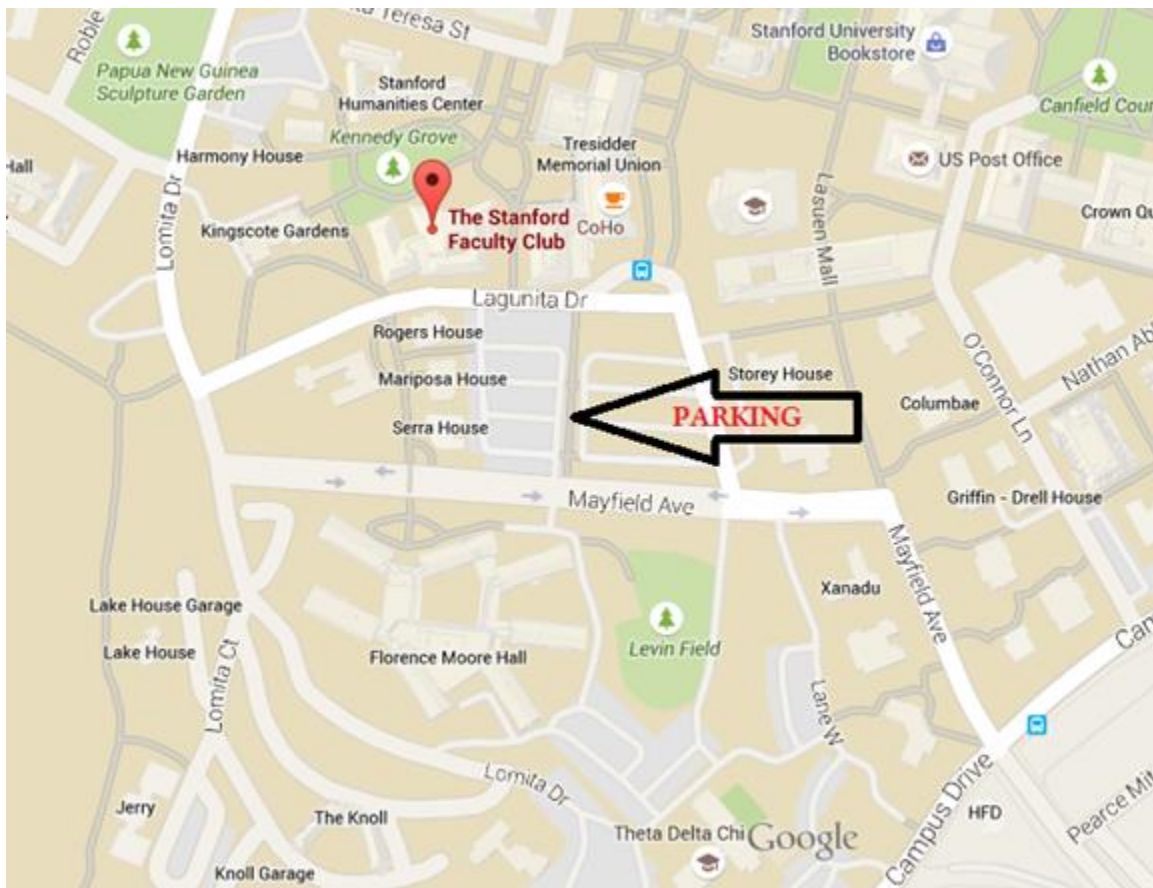 Roble
Teresa St
Stanford University
Bookstore
Papua New Guinea
Sculpture Garden
Stanford
Humanities Center
Canfield Cour
Kennedy Grove
Tresidder
Memorial Union
Harmony House
US Post Office
Hall
Lomita Dr
Lasuen Mall
The Stanford
Faculty Club
CoHo
Kingscote Gardens
Crown Qu
Lagunita Dr
Rogers House
O'Connor Ln
Nathan Ab
Mariposa House
Storey House
PARKING
Columbae
Serra House
Mayfield Ave
Griffin - Drell House
Mayfield Ave
Xanadu
Lake House Garage
Lake House
Levin Field
Florence Moore Hall
Lomita Ct
Lane W
Cam
Lomita Dr
Jerry
The Knoll
Campus Drive
HFD
Pearce Mit
Theta Delta Chi
Google
Knoll Garage